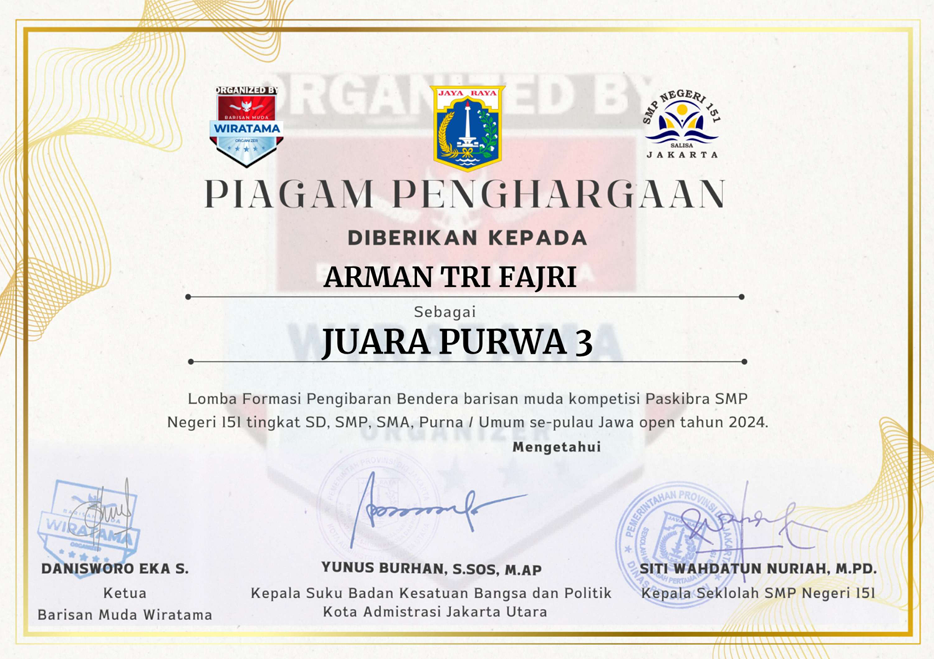 ORGANIZED BY
BARISAN MUDA
WIRATAMA
ORGANIZER
JAYA RAYA
SMP NEGERI 151
SALISA
JAKARTA
PIAGAM PENGHARGAAN
DIBERIKAN KEPADA
ARMAN TRI FAJRI
Sebagai
JUARA PURWA 3
Lomba Formasi Pengibaran Bendera barisan muda kompetisi Paskibra SMP
Negeri 151 tingkat SD, SMP, SMA, Purna / Umum se-pulau Jawa open tahun 2024.
Mengetahui
DANISWORO EKA S.
Ketua
Barisan Muda Wiratama
YUNUS BURHAN, S.SOS, M.AP
Kepala Suku Badan Kesatuan Bangsa dan Politik
Kota Admistrasi Jakarta Utara
PEMERINTAHAN PROVINSI
SITI WAHDATUN NURIAH, M.PD.
Kepala Seklolah SMP Negeri 151